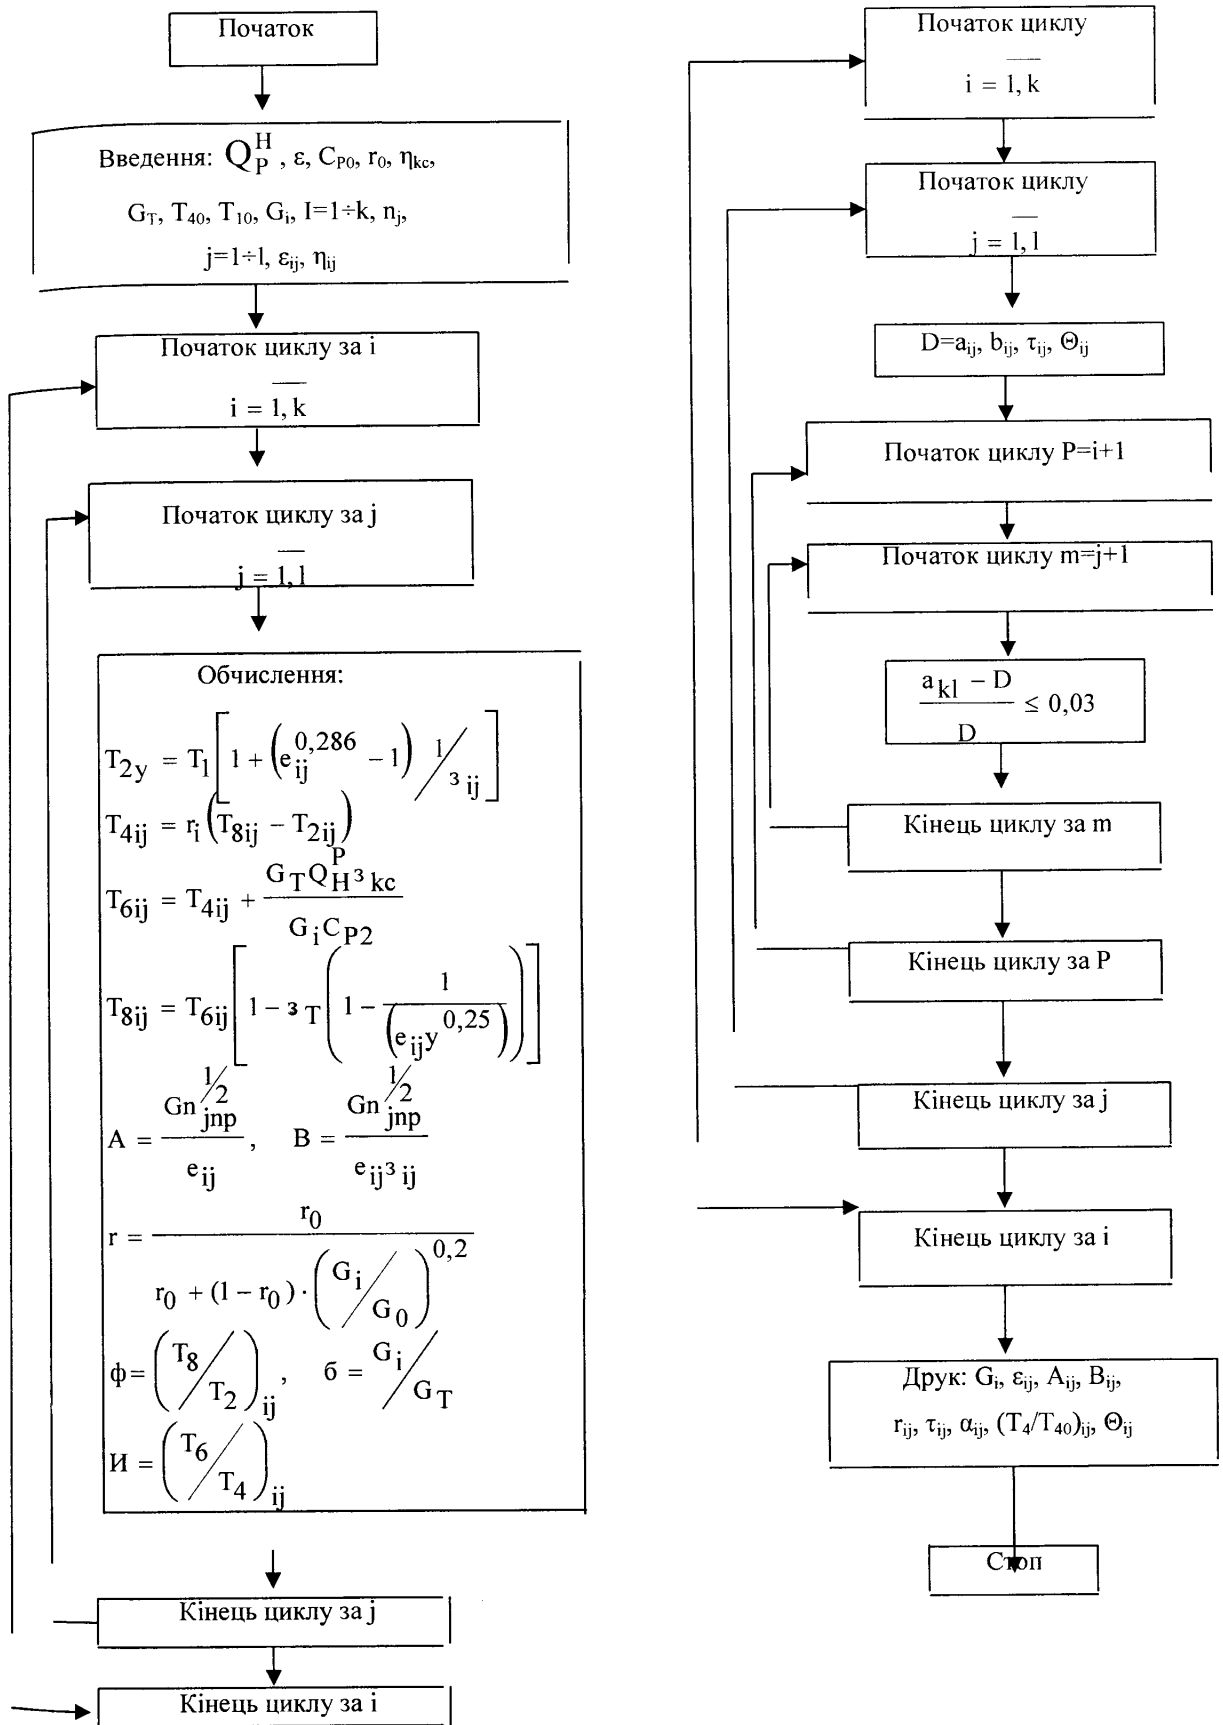 Початок
Введення: Q_P^H , ε, C_P0, r_0, η_kc,
G_T, T_40, T_10, G_i, I=1÷k, n_j,
j=1÷l, ε_ij, η_ij
Початок циклу за i
i = 1, k
Початок циклу за j
j = 1, l
Обчислення:
T_2y = T_1 [ 1 + ( e_ij^0,286 − 1 ) 1/з_ij ]
T_4ij = r_i ( T_8ij − T_2ij )
T_6ij = T_4ij + G_T Q_H^P з_kc / G_i C_P2
T_8ij = T_6ij [ 1 − з_T ( 1 − 1 / ( e_ij y^0,25 ) ) ]
A = Gn_jnp^1/2 / e_ij , B = Gn_jnp^1/2 / e_ij з_ij
r = r_0 / r_0 + (1 − r_0) · ( G_i / G_0 )^0,2
ф = ( T_8 / T_2 )_ij , б = G_i / G_T
И = ( T_6 / T_4 )_ij
Кінець циклу за j
Кінець циклу за i
Початок циклу
i = 1, k
Початок циклу
j = 1, l
D=a_ij, b_ij, τ_ij, Θ_ij
Початок циклу P=i+1
Початок циклу m=j+1
a_kl − D / D ≤ 0,03
Кінець циклу за m
Кінець циклу за P
Кінець циклу за j
Кінець циклу за i
Друк: G_i, ε_ij, A_ij, B_ij,
r_ij, τ_ij, α_ij, (T_4/T_40)_ij, Θ_ij
Стоп